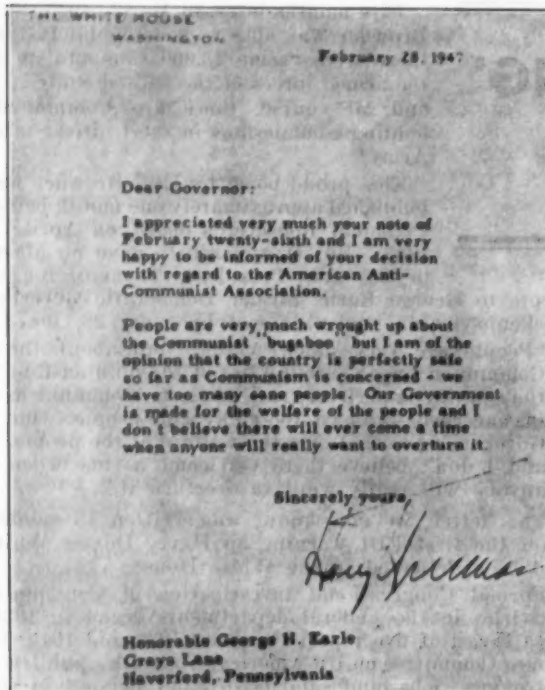 THE WHITE HOUSE
WASHINGTON
February 28, 1947
Dear Governor:
I appreciated very much your note of
February twenty-sixth and I am very
happy to be informed of your decision
with regard to the American Anti-
Communist Association.
People are very much wrought up about
the Communist "bugaboo" but I am of the
opinion that the country is perfectly safe
so far as Communism is concerned - we
have too many sane people. Our Government
is made for the welfare of the people and I
don't believe there will ever come a time
when anyone will really want to overturn it.
Sincerely yours,
Harry Truman
Honorable George H. Earle
Grays Lane
Haverford, Pennsylvania